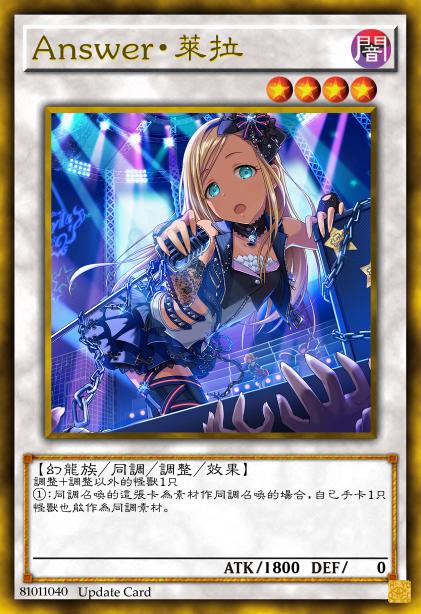 Answer•萊拉
闇
【幻龍族/同調/調整/效果】
調整+調整以外的怪獸1只
①:同調召喚的這張卡為素材作同調召喚的場合,自己手卡1只
怪獸也能作為同調素材。
ATK/1800 DEF/ 0
81011040 Update Card